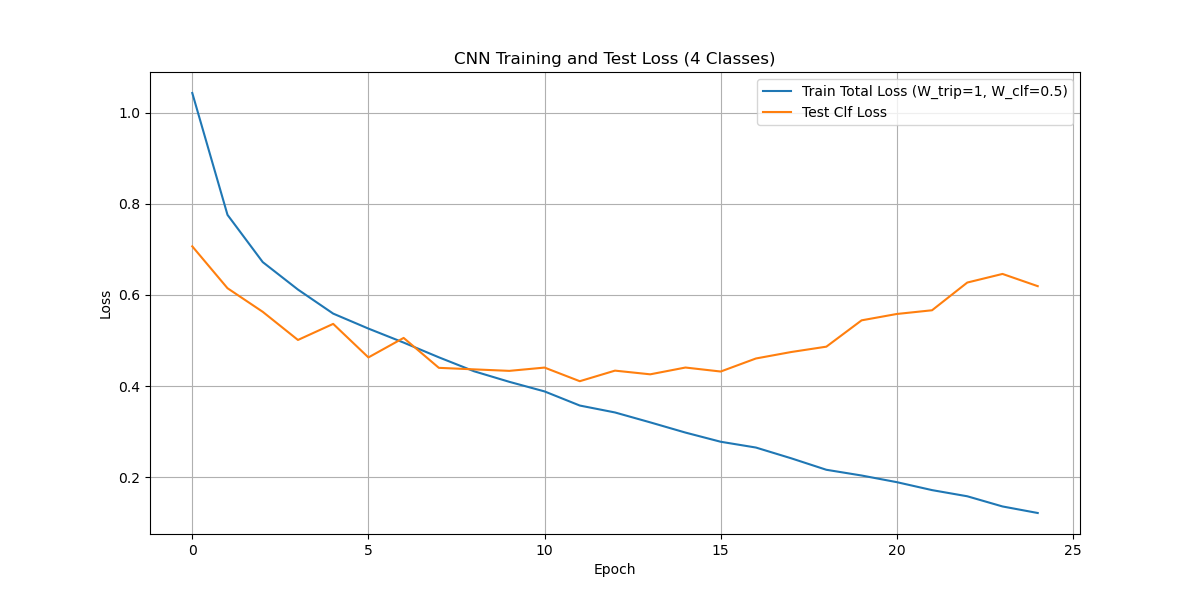 CNN Training and Test Loss (4 Classes)
Train Total Loss (W_trip=1, W_clf=0.5)
Test Clf Loss
Loss
1.0
0.8
0.6
0.4
0.2
0 5 10 15 20 25
Epoch